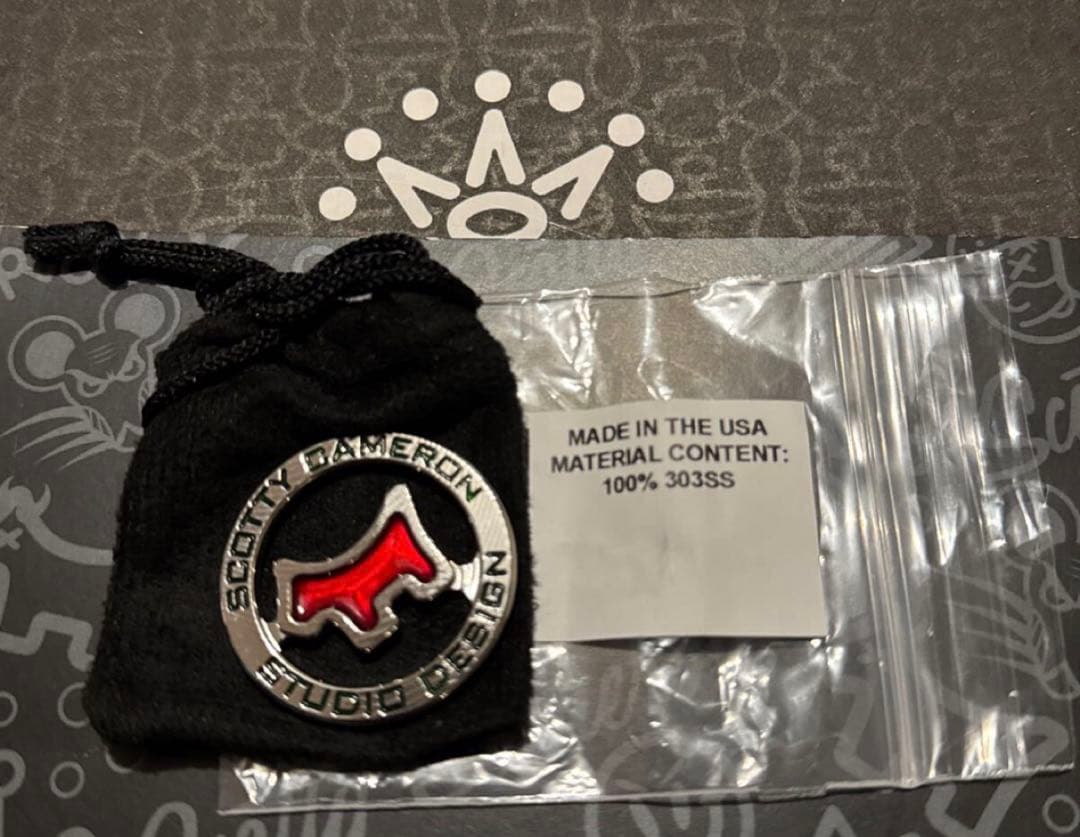 SCOTTY CAMERON
STUDIO DESIGN
MADE IN THE USA
MATERIAL CONTENT:
100% 303SS